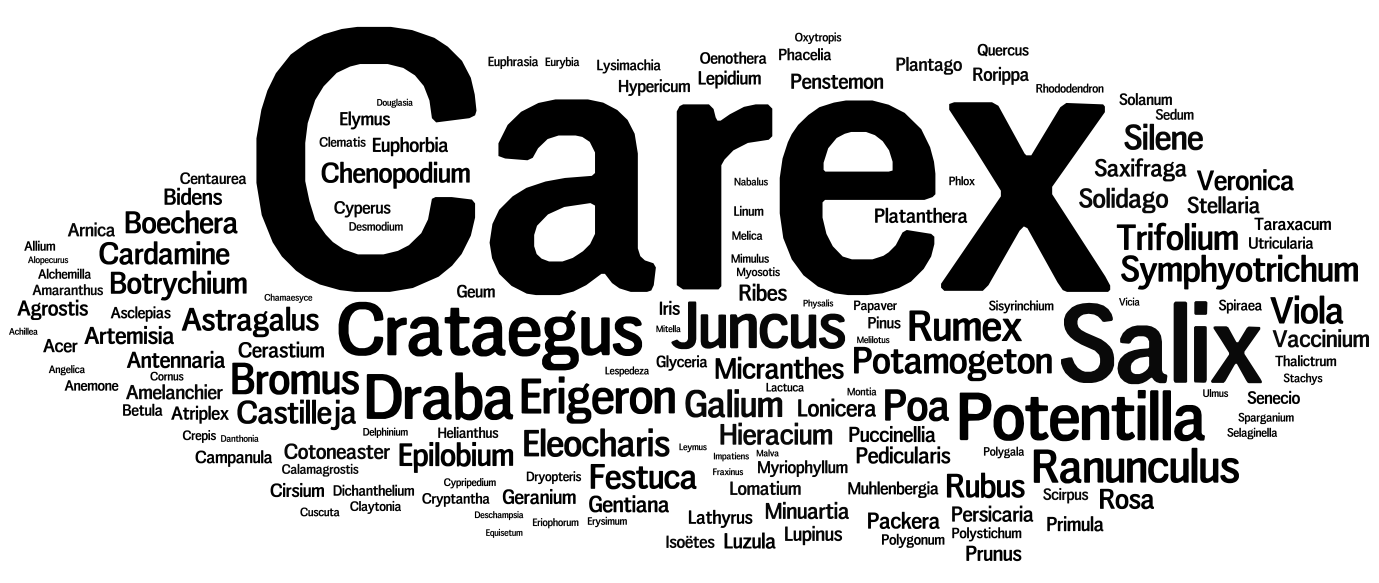 Carex
Oxytropis
Quercus
Euphrasia
Eurybia
Lysimachia
Oenothera
Phacelia
Plantago
Rorippa
Hypericum
Lepidium
Penstemon
Rhododendron
Douglasia
Solanum
Elymus
Sedum
Clematis
Euphorbia
Silene
Chenopodium
Saxifraga
Centaurea
Nabalus
Phlox
Veronica
Bidens
Solidago
Stellaria
Cyperus
Linum
Platanthera
Arnica
Boechera
Desmodium
Taraxacum
Melica
Trifolium
Utricularia
Allium
Cardamine
Alopecurus
Mimulus
Alchemilla
Myosotis
Symphyotrichum
Amaranthus
Botrychium
Geum
Ribes
Chamaesyce
Physalis
Papaver
Sisyrinchium
Vicia
Spiraea
Viola
Agrostis
Asclepias
Astragalus
Crataegus
Iris
Juncus
Pinus
Rumex
Salix
Achillea
Artemisia
Mitella
Melilotus
Vaccinium
Acer
Cerastium
Antennaria
Glyceria
Micranthes
Potamogeton
Thalictrum
Angelica
Cornus
Bromus
Lespedeza
Stachys
Anemone
Amelanchier
Draba
Erigeron
Lactuca
Montia
Ulmus
Senecio
Betula
Atriplex
Castilleja
Galium
Lonicera
Poa
Potentilla
Sparganium
Crepis
Danthonia
Delphinium
Helianthus
Hieracium
Puccinellia
Selaginella
Campanula
Cotoneaster
Epilobium
Eleocharis
Leymus
Impatiens
Malva
Pedicularis
Polygala
Calamagrostis
Fraxinus
Myriophyllum
Ranunculus
Cypripedium
Dryopteris
Festuca
Cirsium
Dichanthelium
Cryptantha
Geranium
Lomatium
Muhlenbergia
Rubus
Scirpus
Rosa
Cuscuta
Claytonia
Gentiana
Deschampsia
Eriophorum
Erysimum
Lathyrus
Minuartia
Packera
Persicaria
Primula
Equisetum
Isoëtes
Luzula
Lupinus
Polygonum
Polystichum
Prunus